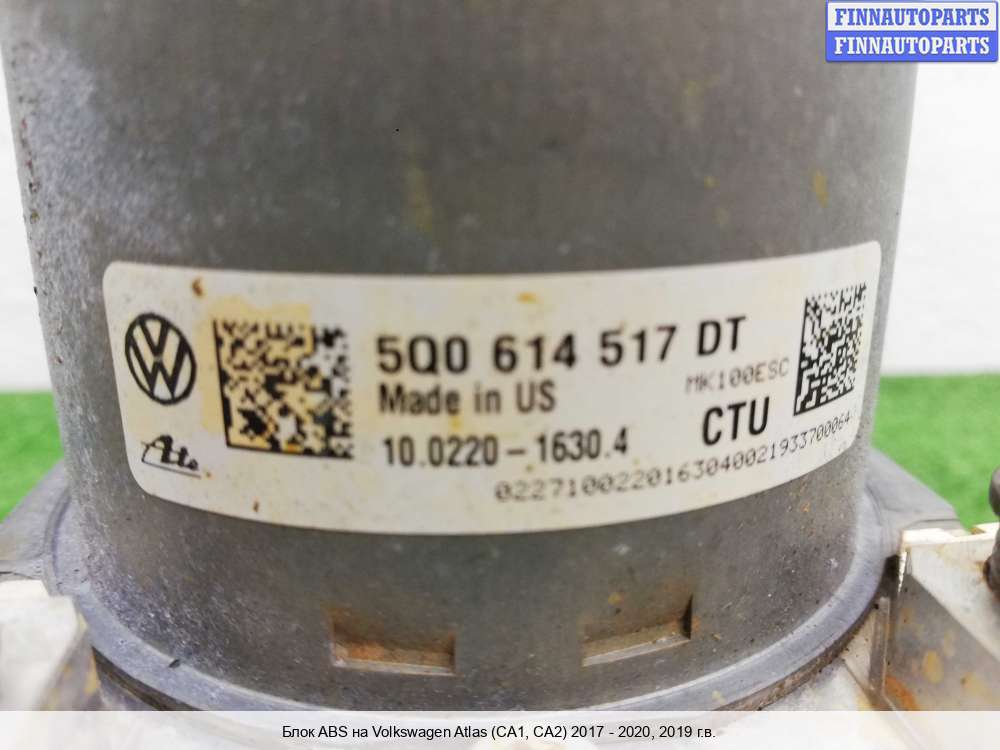 FINNAUTOPARTS
FINNAUTOPARTS
5Q0 614 517 DT
MK100ESC
Made in US
CTU
10.0220-1630.4
Ate
Блок ABS на Volkswagen Atlas (CA1, CA2) 2017 - 2020, 2019 г.в.